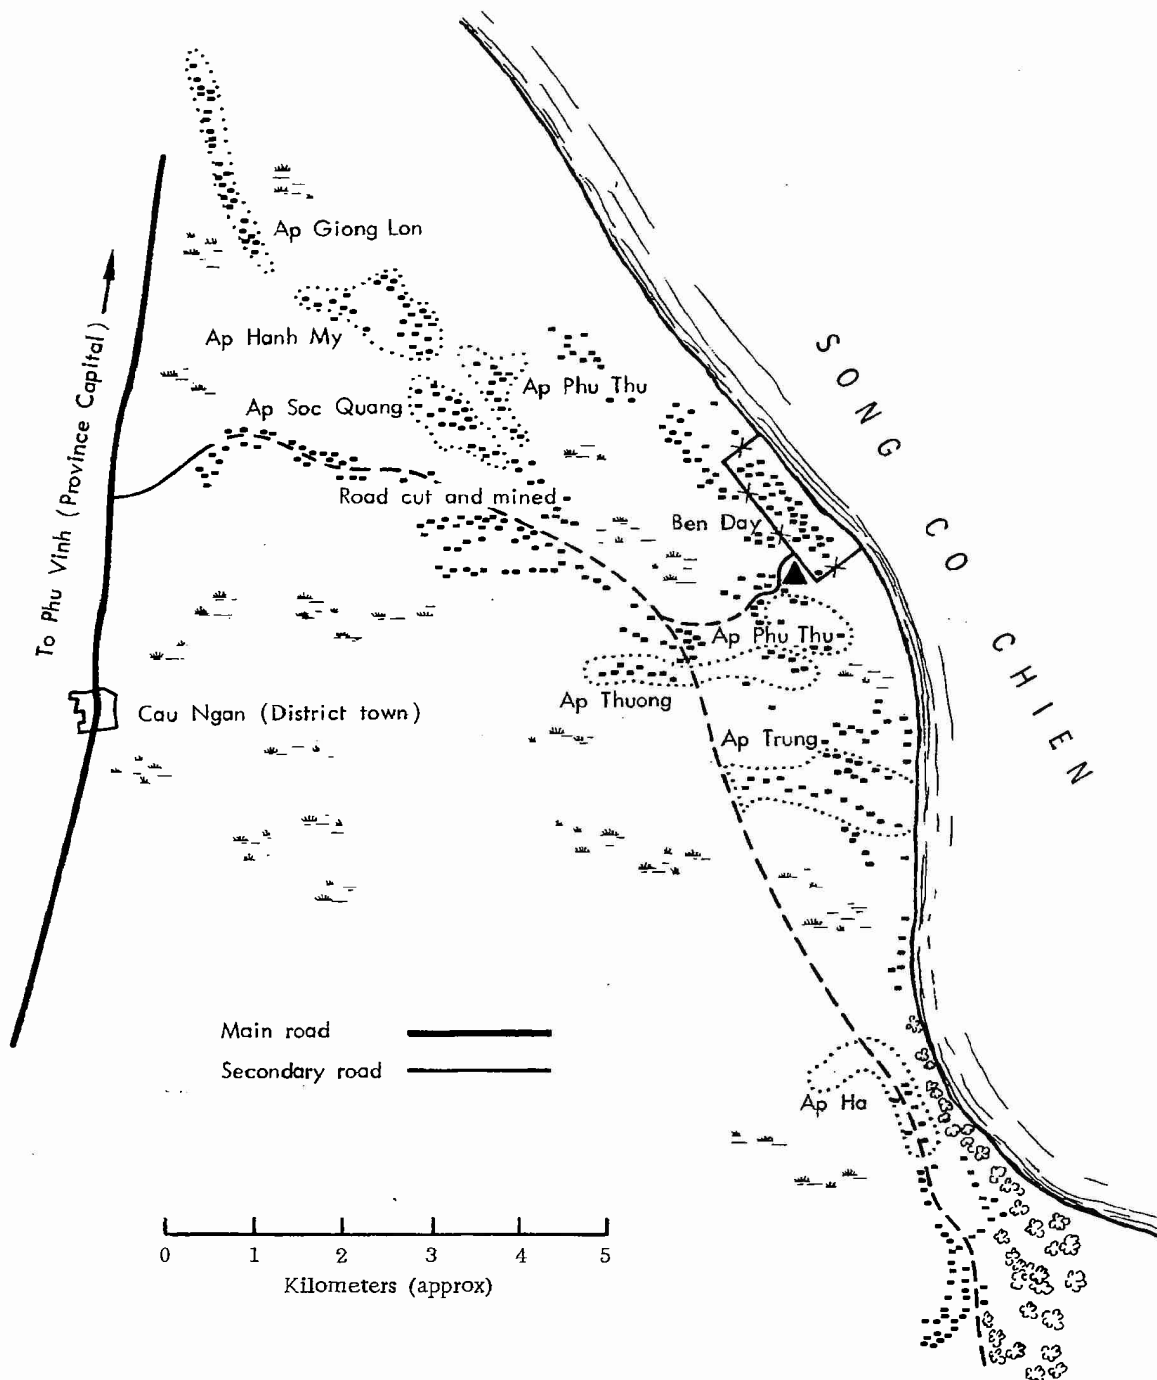 Ap Giong Lon
To Phu Vinh (Province Capital)
Ap Hanh My
SONG CO CHIEN
Ap Phu Thu
Ap Soc Quang
Road cut and mined
Ben Day
Ap Phu Thu
Ap Thuong
Cau Ngan (District town)
Ap Trung
Main road
Secondary road
Ap Ha
0 1 2 3 4 5
Kilometers (approx)